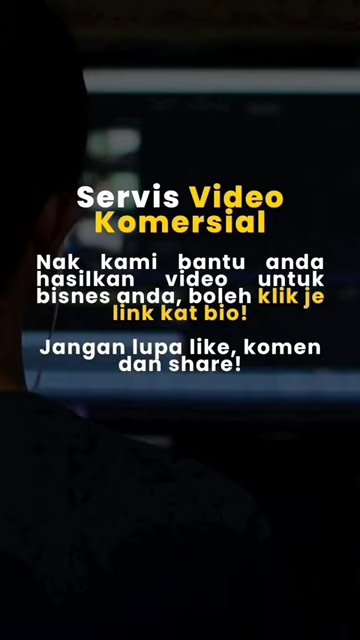 Servis Video
Komersial
Nak kami bantu anda
hasilkan video untuk
bisnes anda, boleh klik je
link kat bio!
Jangan lupa like, komen
dan share!